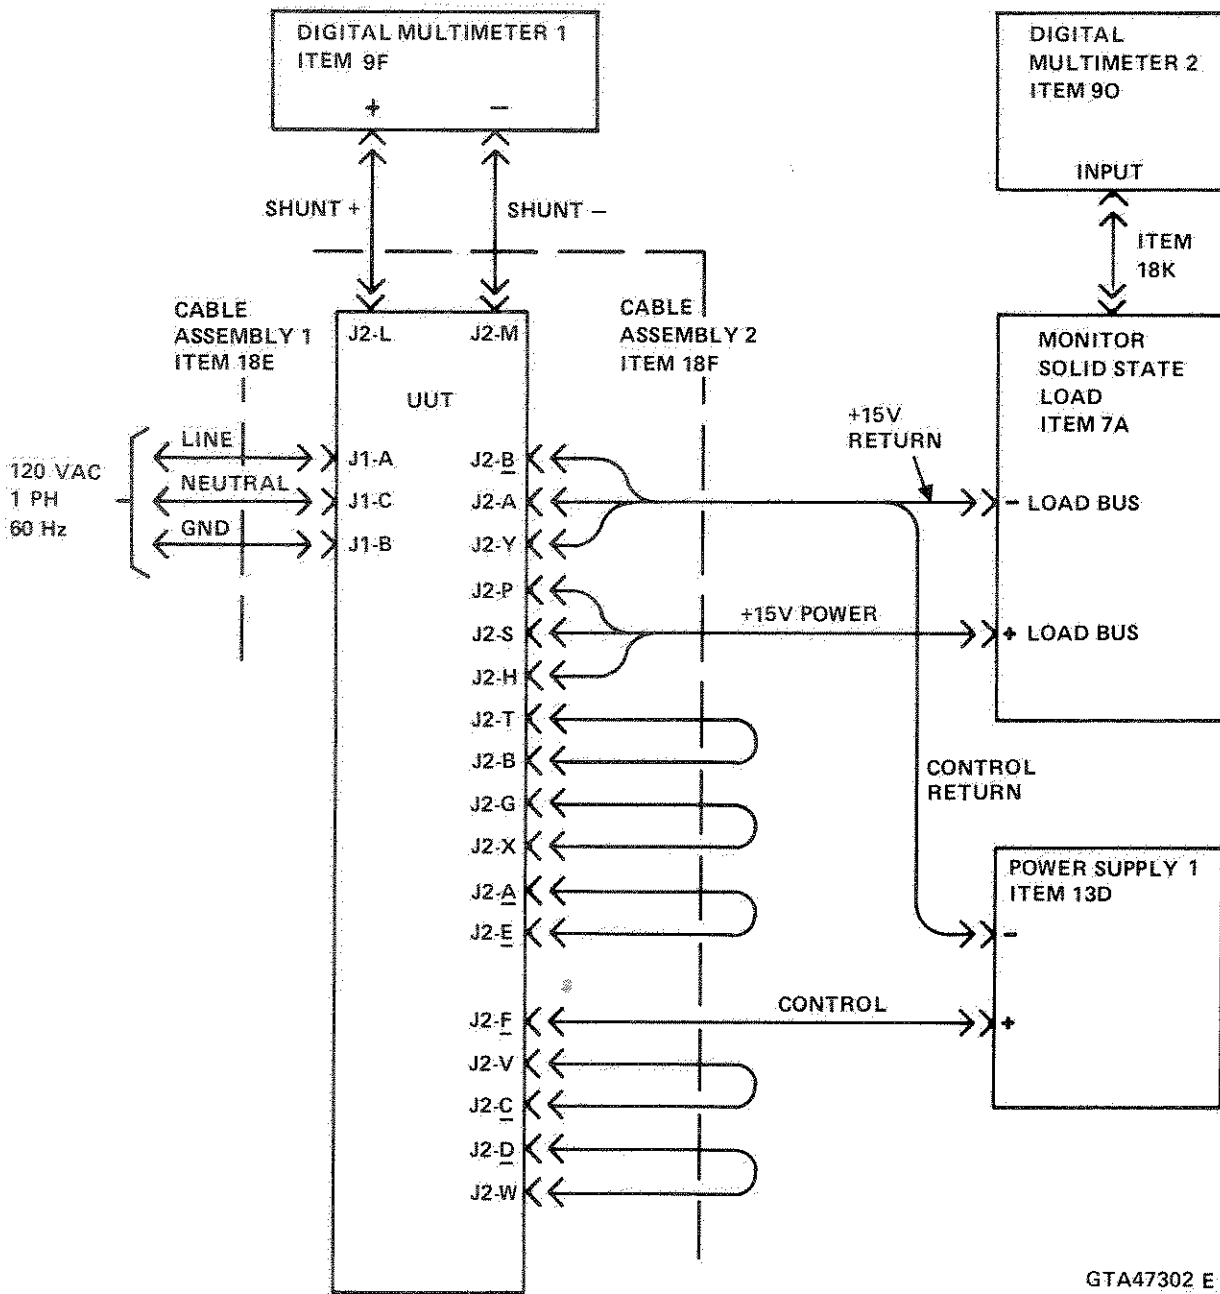 DIGITAL MULTIMETER 1
ITEM 9F
+ −
DIGITAL
MULTIMETER 2
ITEM 9O
INPUT
SHUNT +
SHUNT −
ITEM
18K
CABLE
ASSEMBLY 1
ITEM 18E
J2-L
J2-M
UUT
CABLE
ASSEMBLY 2
ITEM 18F
MONITOR
SOLID STATE
LOAD
ITEM 7A
+15V
RETURN
120 VAC
1 PH
60 Hz
LINE
NEUTRAL
GND
J1-A
J1-C
J1-B
J2-B
J2-A
J2-Y
J2-P
J2-S
J2-H
J2-T
J2-B
J2-G
J2-X
J2-A
J2-E
J2-F
J2-V
J2-C
J2-D
J2-W
− LOAD BUS
+15V POWER
+ LOAD BUS
CONTROL
RETURN
POWER SUPPLY 1
ITEM 13D
−
CONTROL
+
GTA47302 E